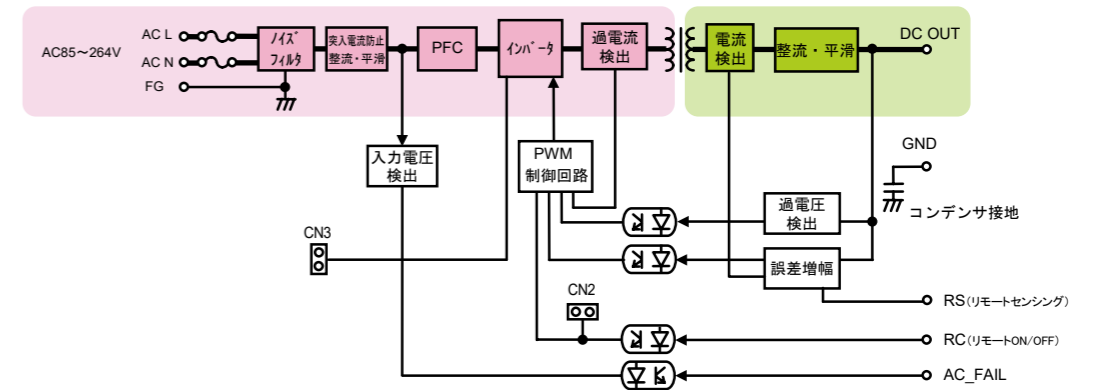 AC85～264V
AC L
AC N
FG
ﾉｲｽﾞ
ﾌｨﾙﾀ
突入電流防止
整流・平滑
PFC
ｲﾝﾊﾞｰﾀ
過電流
検出
電流
検出
整流・平滑
DC OUT
入力電圧
検出
PWM
制御回路
GND
コンデンサ接地
過電圧
検出
CN3
誤差増幅
CN2
RS(ﾘﾓｰﾄｾﾝｼﾝｸﾞ)
RC(ﾘﾓｰﾄON/OFF)
AC_FAIL